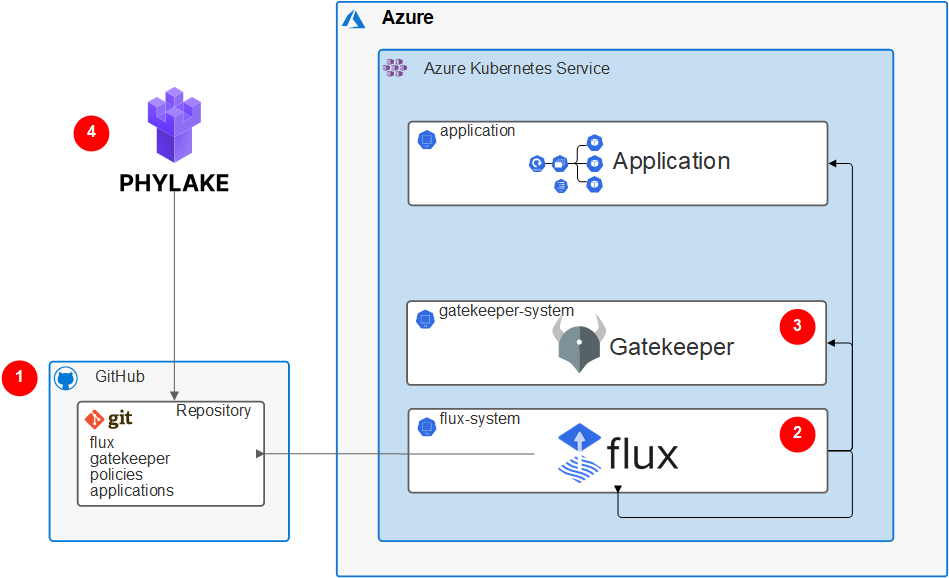 Azure
Azure Kubernetes Service
4
application
Application
PHYLAKE
gatekeeper-system
3
Gatekeeper
1
GitHub
git
Repository
flux
gatekeeper
policies
applications
flux-system
2
flux